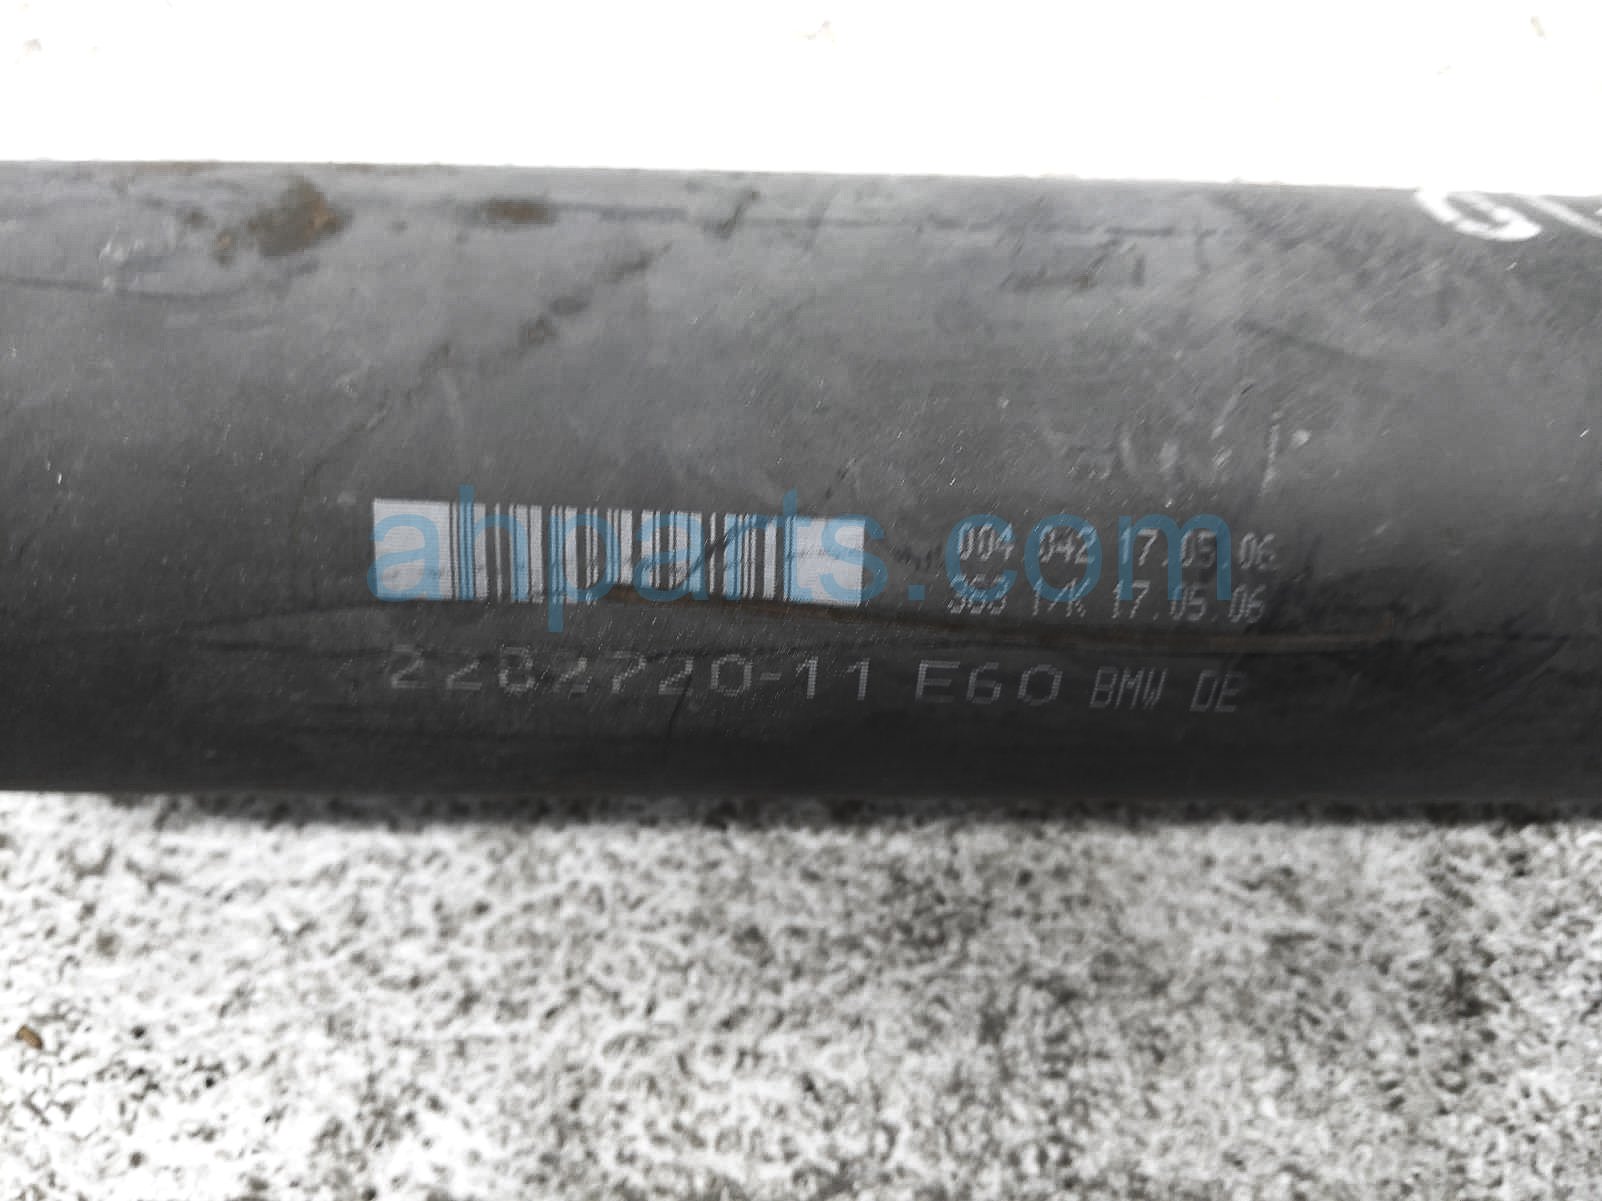 ahparts.com
004 042 17.05.06
17.05.06
2282720-11 E60 BMW DE